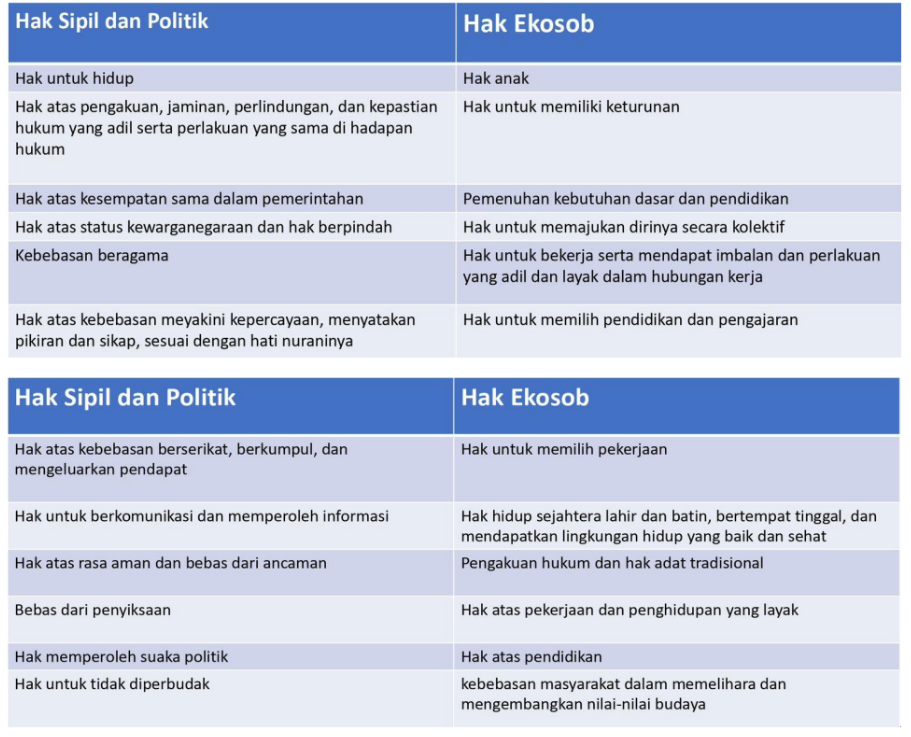 Hak Sipil dan Politik
Hak Ekosob
Hak untuk hidup
Hak anak
Hak atas pengakuan, jaminan, perlindungan, dan kepastian
hukum yang adil serta perlakuan yang sama di hadapan
hukum
Hak untuk memiliki keturunan
Hak atas kesempatan sama dalam pemerintahan
Pemenuhan kebutuhan dasar dan pendidikan
Hak atas status kewarganegaraan dan hak berpindah
Hak untuk memajukan dirinya secara kolektif
Kebebasan beragama
Hak untuk bekerja serta mendapat imbalan dan perlakuan
yang adil dan layak dalam hubungan kerja
Hak atas kebebasan meyakini kepercayaan, menyatakan
pikiran dan sikap, sesuai dengan hati nuraninya
Hak untuk memilih pendidikan dan pengajaran
Hak Sipil dan Politik
Hak Ekosob
Hak atas kebebasan berserikat, berkumpul, dan
mengeluarkan pendapat
Hak untuk memilih pekerjaan
Hak untuk berkomunikasi dan memperoleh informasi
Hak hidup sejahtera lahir dan batin, bertempat tinggal, dan
mendapatkan lingkungan hidup yang baik dan sehat
Hak atas rasa aman dan bebas dari ancaman
Pengakuan hukum dan hak adat tradisional
Bebas dari penyiksaan
Hak atas pekerjaan dan penghidupan yang layak
Hak memperoleh suaka politik
Hak atas pendidikan
Hak untuk tidak diperbudak
kebebasan masyarakat dalam memelihara dan
mengembangkan nilai-nilai budaya